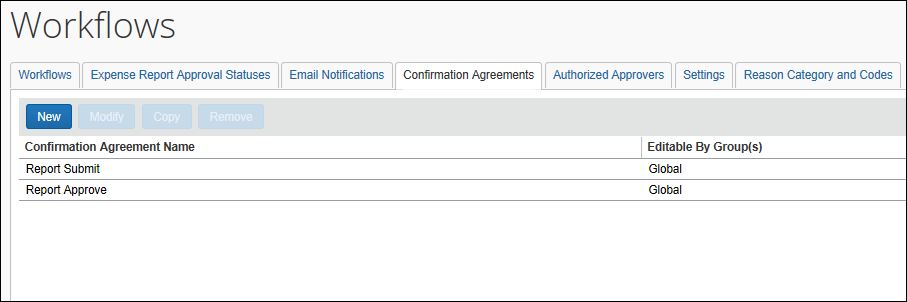 Workflows
Workflows Expense Report Approval Statuses Email Notifications Confirmation Agreements Authorized Approvers Settings Reason Category and Codes
New Modify Copy Remove
Confirmation Agreement Name Editable By Group(s)
Report Submit Global
Report Approve Global